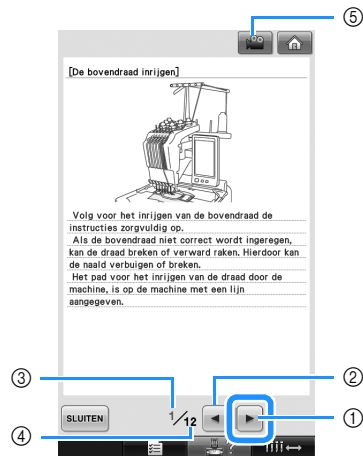 ⑤
[De bovendraad inrijgen]
Volg voor het inrijgen van de bovendraad de
instructies zorgvuldig op.
Als de bovendraad niet correct wordt ingeregen,
kan de draad breken of verward raken. Hierdoor kan
de naald verbuigen of breken.
Het pad voor het inrijgen van de draad door de
machine, is op de machine met een lijn
aangegeven.
③
②
SLUITEN
1/12
①
④